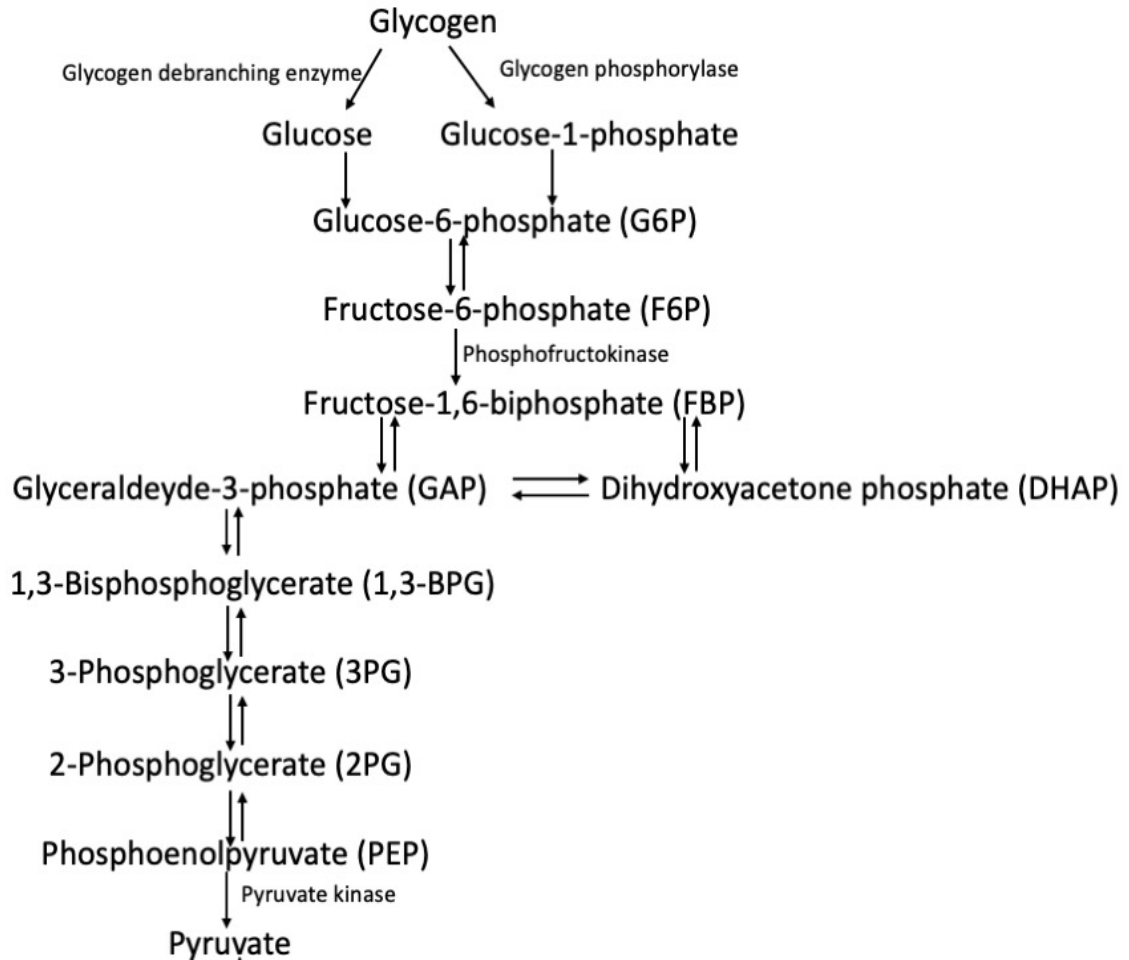 Glycogen
Glycogen debranching enzyme
Glycogen phosphorylase
Glucose
Glucose-1-phosphate
Glucose-6-phosphate (G6P)
Fructose-6-phosphate (F6P)
Phosphofructokinase
Fructose-1,6-biphosphate (FBP)
Glyceraldeyde-3-phosphate (GAP)
Dihydroxyacetone phosphate (DHAP)
1,3-Bisphosphoglycerate (1,3-BPG)
3-Phosphoglycerate (3PG)
2-Phosphoglycerate (2PG)
Phosphoenolpyruvate (PEP)
Pyruvate kinase
Pyruvate